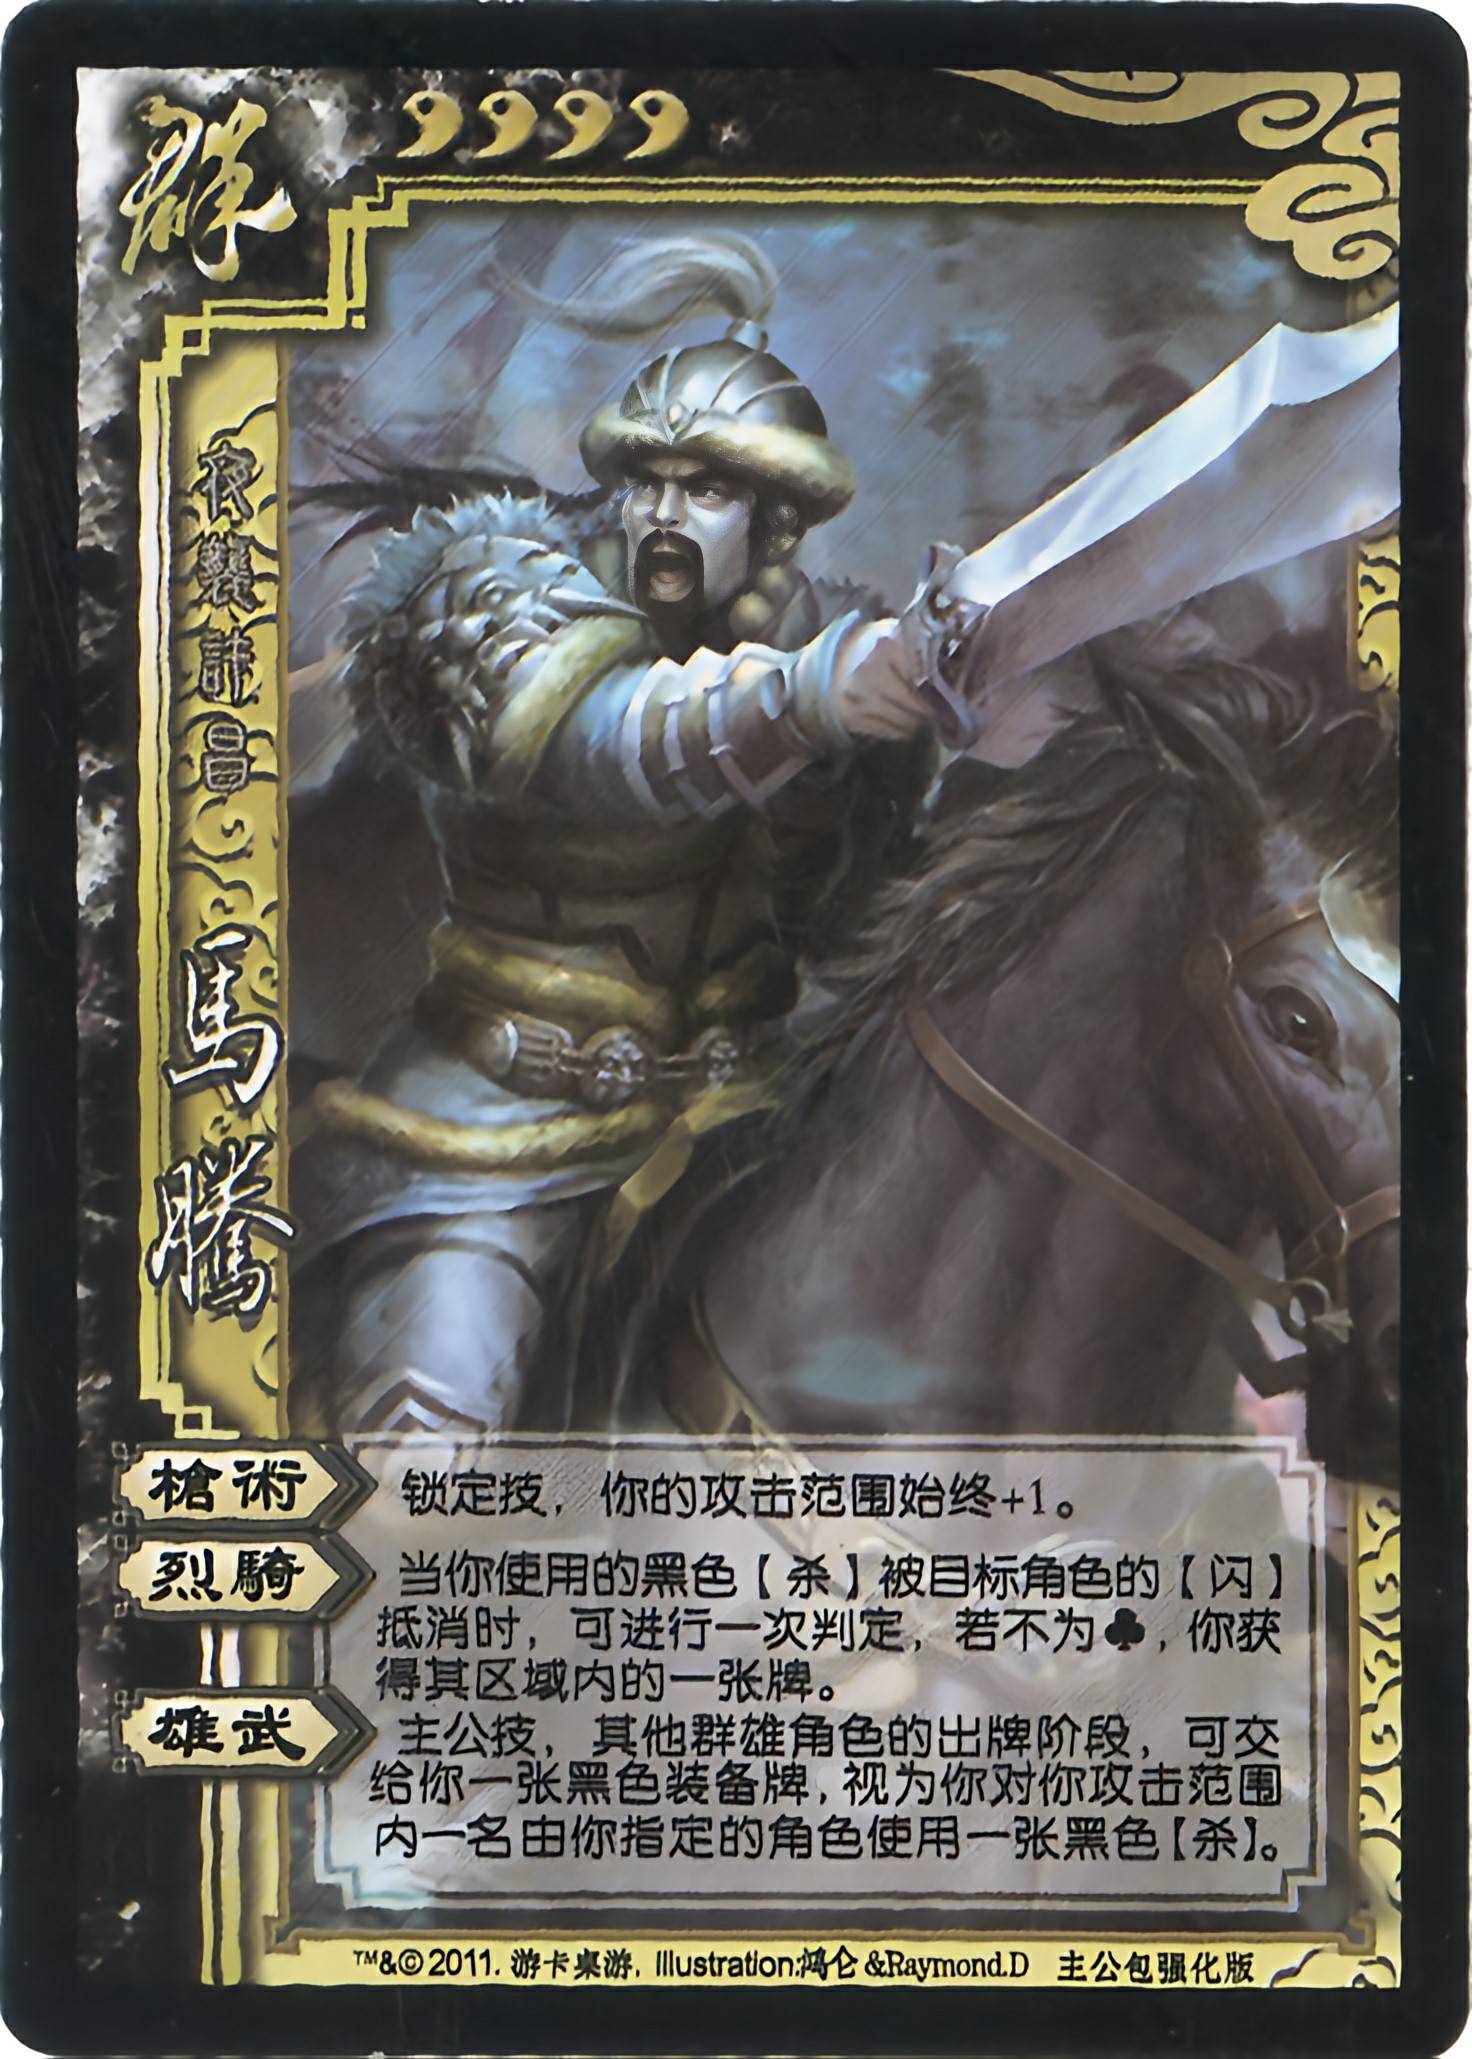 群
夜襲許昌
馬騰
槍術
锁定技，你的攻击范围始终+1。
烈騎
当你使用的黑色【杀】被目标角色的【闪】
抵消时，可进行一次判定，若不为♣，你获
得其区域内的一张牌。
雄武
主公技，其他群雄角色的出牌阶段，可交
给你一张黑色装备牌，视为你对你攻击范围
内一名由你指定的角色使用一张黑色【杀】。
™&© 2011. 游卡桌游. Illustration:鸿仑 &Raymond.D 主公包强化版